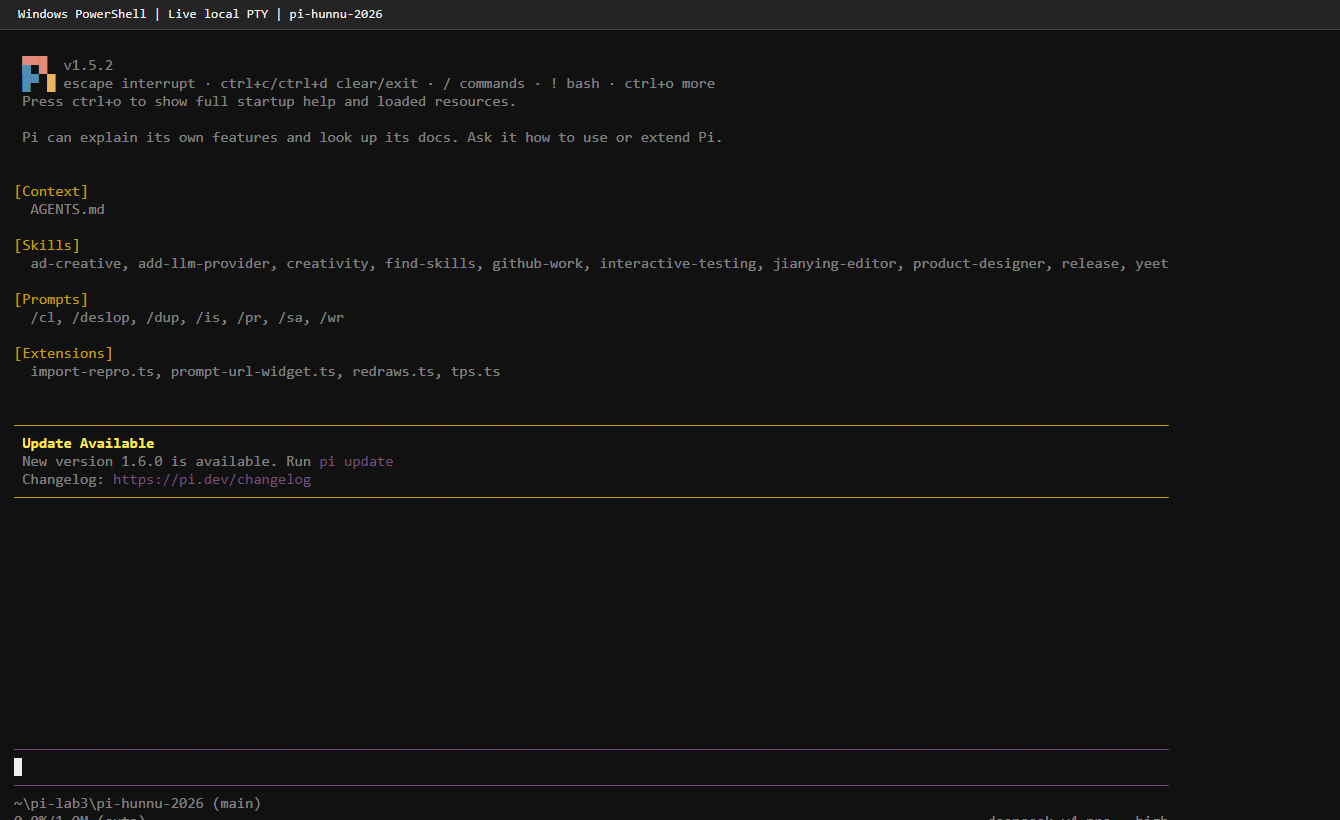 Windows PowerShell | Live local PTY | pi-hunnu-2026
v1.5.2
escape interrupt · ctrl+c/ctrl+d clear/exit · / commands · ! bash · ctrl+o more
Press ctrl+o to show full startup help and loaded resources.
Pi can explain its own features and look up its docs. Ask it how to use or extend Pi.
[Context]
AGENTS.md
[Skills]
ad-creative, add-llm-provider, creativity, find-skills, github-work, interactive-testing, jianying-editor, product-designer, release, yeet
[Prompts]
/cl, /deslop, /dup, /is, /pr, /sa, /wr
[Extensions]
import-repro.ts, prompt-url-widget.ts, redraws.ts, tps.ts
Update Available
New version 1.6.0 is available. Run pi update
Changelog: https://pi.dev/changelog
~\pi-lab3\pi-hunnu-2026 (main)